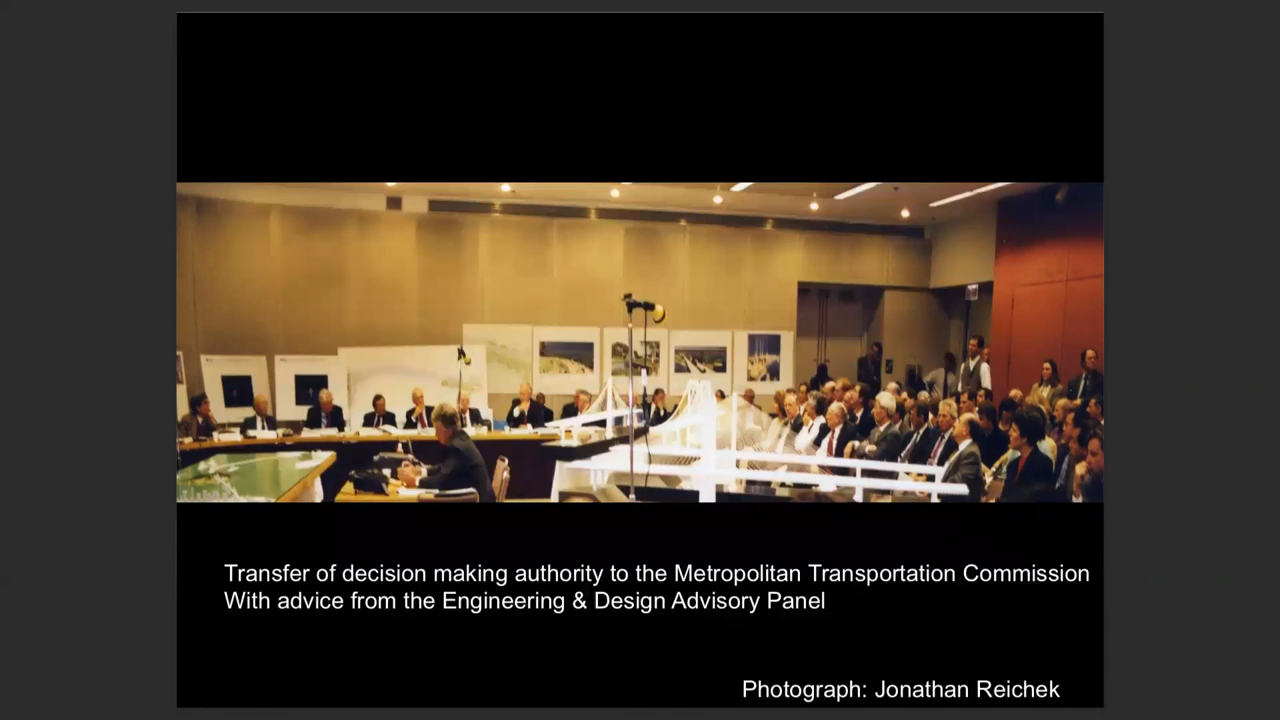 Transfer of decision making authority to the Metropolitan Transportation Commission
With advice from the Engineering & Design Advisory Panel
Photograph: Jonathan Reichek